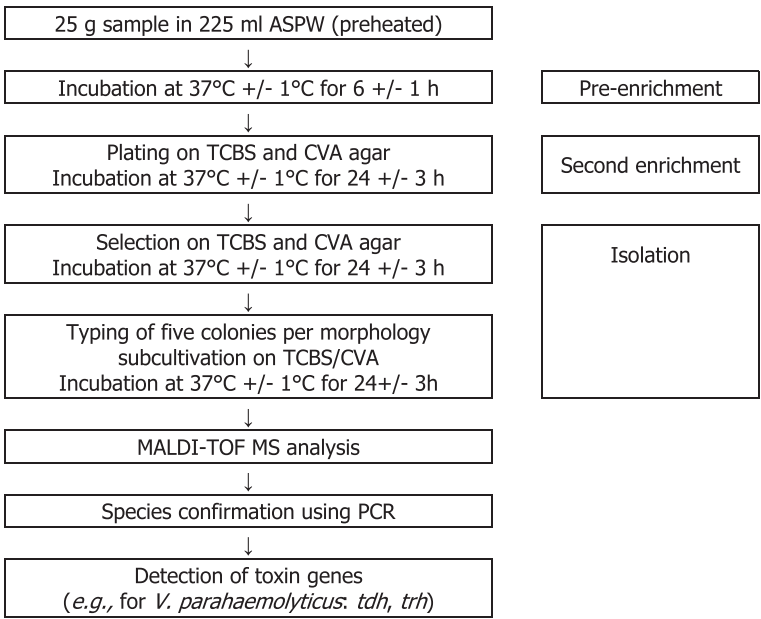 25 g sample in 225 ml ASPW (preheated)
↓
Incubation at 37°C +/- 1°C for 6 +/- 1 h
Pre-enrichment
↓
Plating on TCBS and CVA agar
Incubation at 37°C +/- 1°C for 24 +/- 3 h
Second enrichment
↓
Selection on TCBS and CVA agar
Incubation at 37°C +/- 1°C for 24 +/- 3 h
Isolation
↓
Typing of five colonies per morphology
subcultivation on TCBS/CVA
Incubation at 37°C +/- 1°C for 24+/- 3h
↓
MALDI-TOF MS analysis
↓
Species confirmation using PCR
↓
Detection of toxin genes
(e.g., for V. parahaemolyticus: tdh, trh)